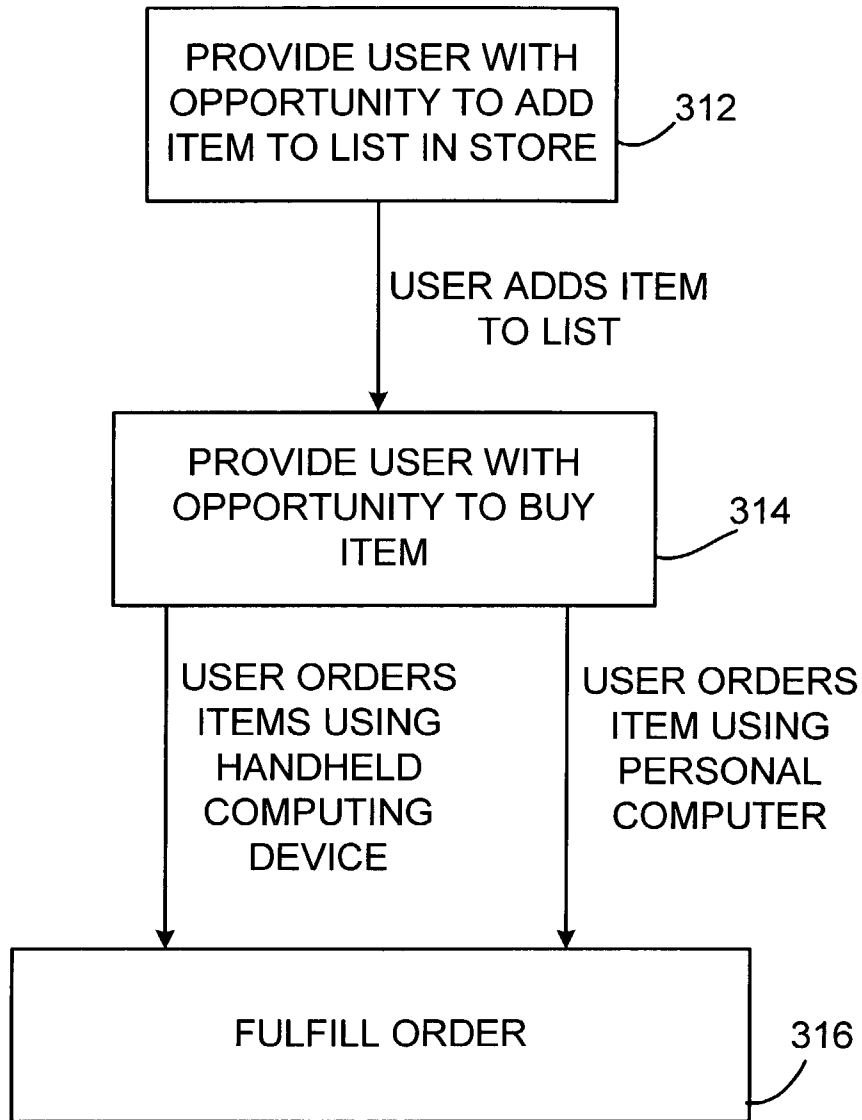 PROVIDE USER WITH
OPPORTUNITY TO ADD
ITEM TO LIST IN STORE
312
USER ADDS ITEM
TO LIST
PROVIDE USER WITH
OPPORTUNITY TO BUY
ITEM
314
USER ORDERS
ITEMS USING
HANDHELD
COMPUTING
DEVICE
USER ORDERS
ITEM USING
PERSONAL
COMPUTER
FULFILL ORDER
316